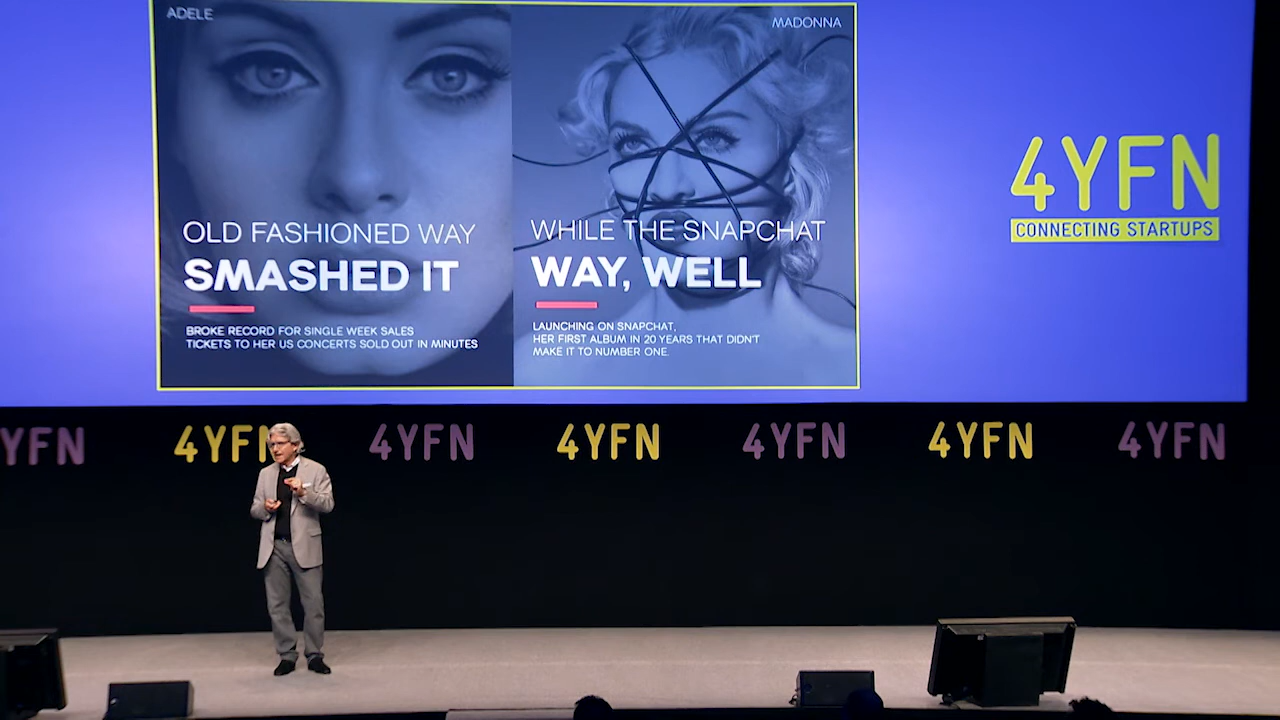 ADELE
OLD FASHIONED WAY
SMASHED IT
BROKE RECORD FOR SINGLE WEEK SALES
TICKETS TO HER US CONCERTS SOLD OUT IN MINUTES
MADONNA
WHILE THE SNAPCHAT
WAY, WELL
LAUNCHING ON SNAPCHAT,
HER FIRST ALBUM IN 20 YEARS THAT DIDN'T
MAKE IT TO NUMBER ONE.
4YFN
CONNECTING STARTUPS
YFN 4YFN 4YFN 4YFN 4YFN 4YFN 4YFN